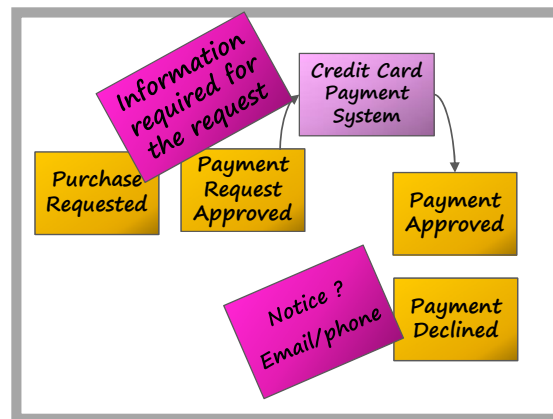 Information
required for
the request
Credit Card
Payment
System
Purchase
Requested
Payment
Request
Approved
Payment
Approved
Notice ?
Email/phone
Payment
Declined